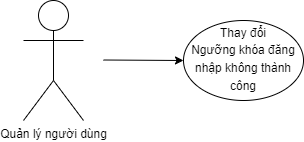 Thay đổi
Ngưỡng khóa đăng
nhập không thành
công
Quản lý người dùng